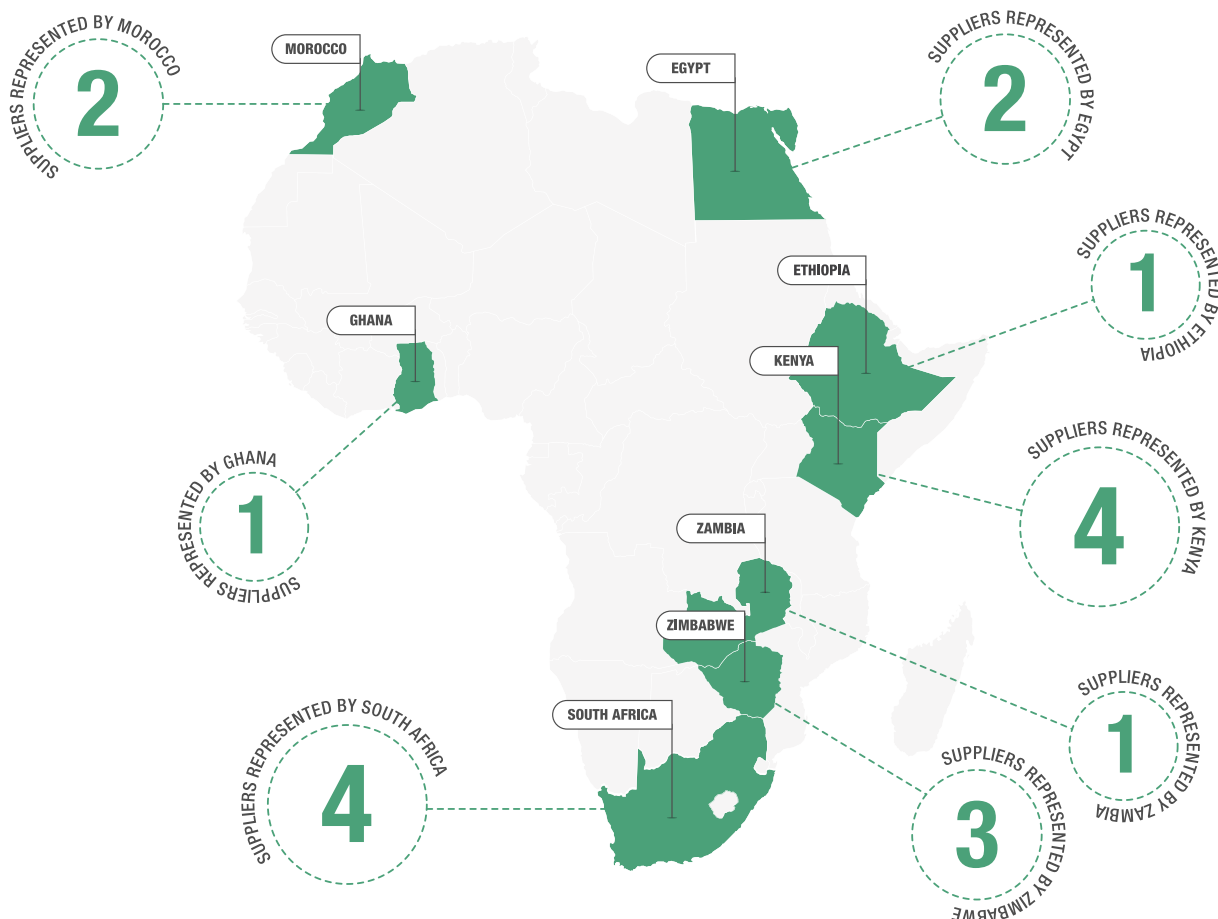 SUPPLIERS REPRESENTED BY MOROCCO
2
MOROCCO
EGYPT
SUPPLIERS REPRESENTED BY EGYPT
2
ETHIOPIA
SUPPLIERS REPRESENTED BY ETHIOPIA
1
GHANA
KENYA
SUPPLIERS REPRESENTED BY GHANA
1
SUPPLIERS REPRESENTED BY KENYA
4
ZAMBIA
ZIMBABWE
SUPPLIERS REPRESENTED BY ZAMBIA
1
SOUTH AFRICA
SUPPLIERS REPRESENTED BY SOUTH AFRICA
4
SUPPLIERS REPRESENTED BY ZIMBABWE
3